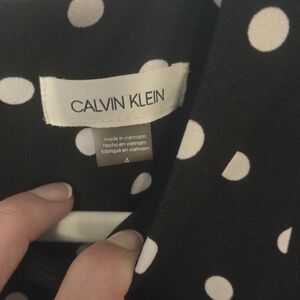 CALVIN KLEIN
made in vietnam
hecho en vietnam
fabriqué en vietnam
4